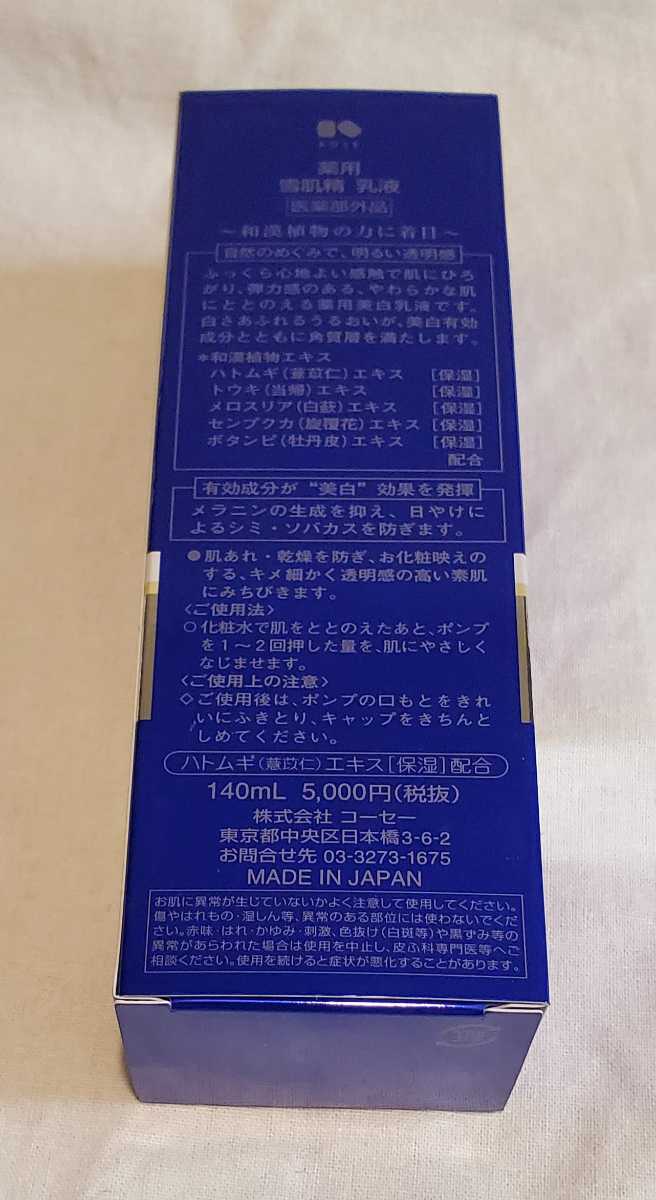 KOSÉ
薬用
雪肌精 乳液
医薬部外品
～和漢植物の力に着目～
自然のめぐみで、明るい透明感
ふっくら心地よい感触で肌にひろ
がり、弾力感のある、やわらかな肌
にととのえる薬用美白乳液です。
白さあふれるうるおいが、美白有効
成分とともに角質層を満たします。
*和漢植物エキス
ハトムギ(薏苡仁)エキス [保湿]
トウキ(当帰)エキス [保湿]
メロスリア(白蘞)エキス [保湿]
センプクカ(旋覆花)エキス [保湿]
ボタンピ(牡丹皮)エキス [保湿]
配合
有効成分が“美白”効果を発揮
メラニンの生成を抑え、日やけに
よるシミ・ソバカスを防ぎます。
●肌あれ・乾燥を防ぎ、お化粧映えの
する、キメ細かく透明感の高い素肌
にみちびきます。
〈ご使用法〉
○化粧水で肌をととのえたあと、ポンプ
を1～2回押した量を、肌にやさしく
なじませます。
〈ご使用上の注意〉
◇ご使用後は、ポンプの口もとをきれ
いにふきとり、キャップをきちんと
しめてください。
ハトムギ(薏苡仁)エキス[保湿]配合
140mL 5,000円(税抜)
株式会社 コーセー
東京都中央区日本橋3-6-2
お問合せ先 03-3273-1675
MADE IN JAPAN
お肌に異常が生じていないかよく注意して使用してください。
傷やはれもの・湿しん等、異常のある部位には使わないでくだ
さい。赤味・はれ・かゆみ・刺激、色抜け(白斑等)や黒ずみ等の
異常があらわれた場合は使用を中止し、皮ふ科専門医等へご
相談ください。使用を続けると症状が悪化することがあります。